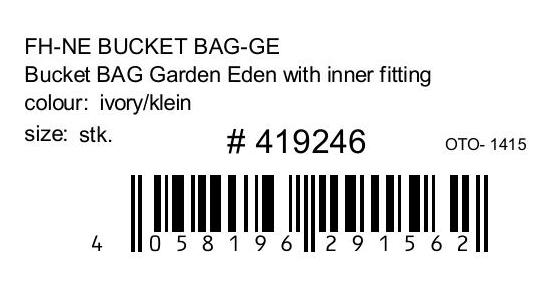 FH-NE BUCKET BAG-GE
Bucket BAG Garden Eden with inner fitting
colour: ivory/klein
size: stk.
# 419246
OTO- 1415
4 058196 291562